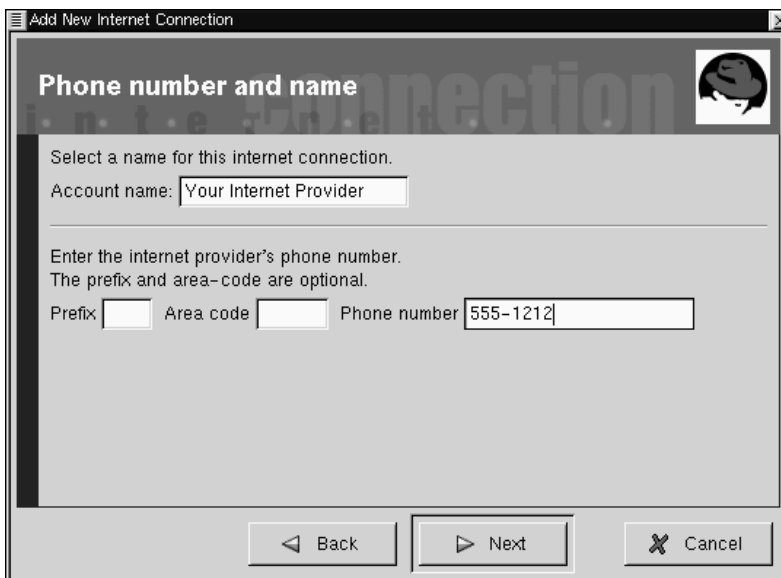 Add New Internet Connection
internet connection
Phone number and name
Select a name for this internet connection.
Account name: Your Internet Provider
Enter the internet provider's phone number.
The prefix and area-code are optional.
Prefix Area code Phone number 555-1212
Back Next Cancel